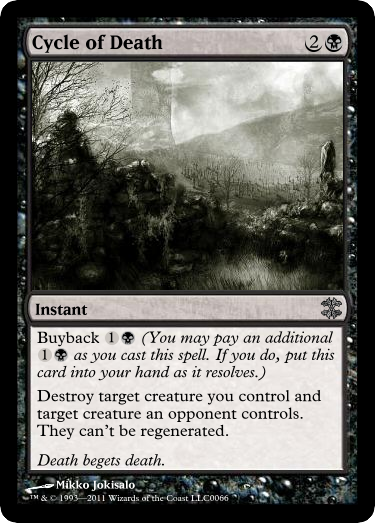 Cycle of Death 2
Instant
Buyback 1 (You may pay an additional
1 as you cast this spell. If you do, put this
card into your hand as it resolves.)
Destroy target creature you control and
target creature an opponent controls.
They can't be regenerated.
Death begets death.
Mikko Jokisalo
™ & © 1993—2011 Wizards of the Coast LLC0066